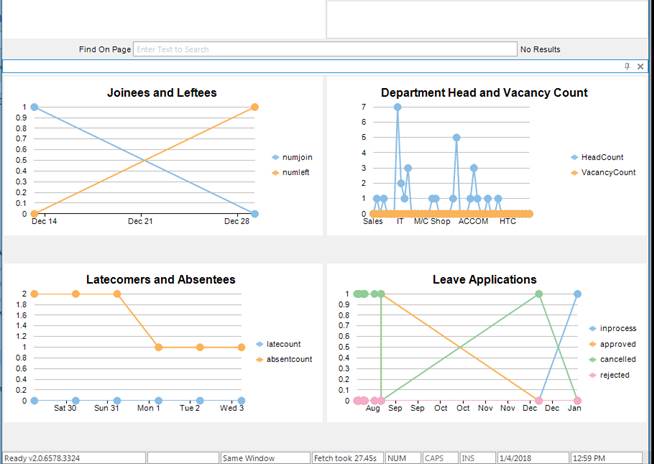 Find On Page Enter Text to Search No Results
Joinees and Leftees
1
0.9
0.8
0.7
0.6
0.5
0.4
0.3
0.2
0.1
0
Dec 14 Dec 21 Dec 28
numjoin
numleft
Department Head and Vacancy Count
7
6
5
4
3
2
1
0
Sales IT M/C Shop ACCOM HTC
HeadCount
VacancyCount
Latecomers and Absentees
2
1.8
1.6
1.4
1.2
1
0.8
0.6
0.4
0.2
0
Sat 30 Sun 31 Mon 1 Tue 2 Wed 3
latecount
absentcount
Leave Applications
1
0.9
0.8
0.7
0.6
0.5
0.4
0.3
0.2
0.1
0
Aug Sep Sep Oct Oct Nov Nov Dec Dec Jan
inprocess
approved
cancelled
rejected
Ready v2.0.6578.3324 Same Window Fetch took 27.45s NUM CAPS INS 1/4/2018 12:59 PM